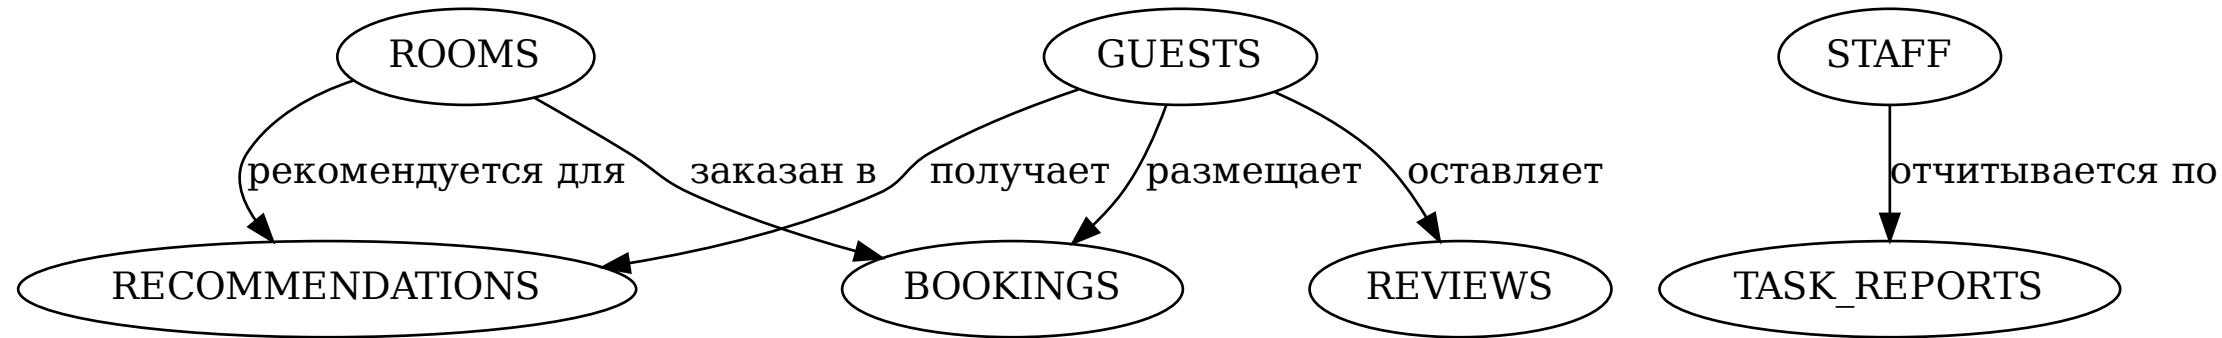 ROOMS
GUESTS
STAFF
рекомендуется для
заказан в
получает
размещает
оставляет
отчитывается по
RECOMMENDATIONS
BOOKINGS
REVIEWS
TASK_REPORTS